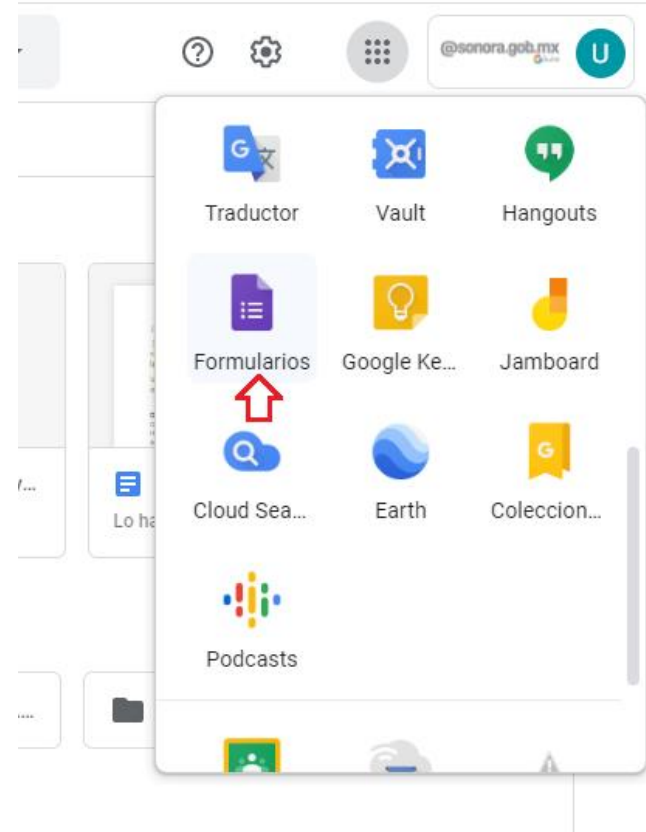 @sonora.gob.mx
U
Traductor
Vault
Hangouts
Formularios
Google Ke...
Jamboard
Cloud Sea...
Earth
Coleccion...
Lo ha
Podcasts